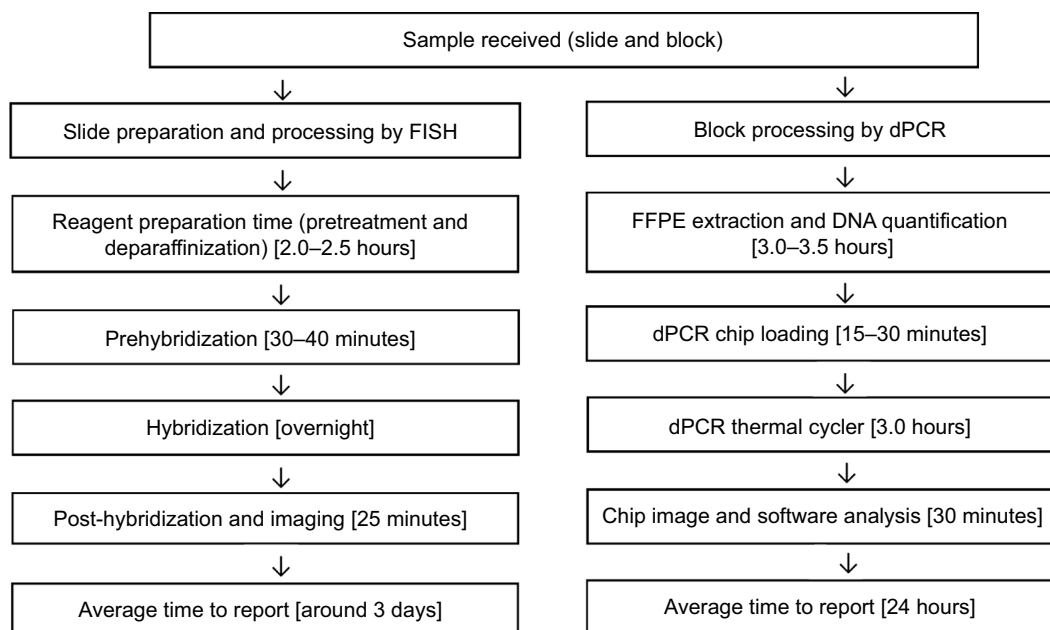 Sample received (slide and block)
Slide preparation and processing by FISH
Reagent preparation time (pretreatment and
deparaffinization) [2.0–2.5 hours]
Prehybridization [30–40 minutes]
Hybridization [overnight]
Post-hybridization and imaging [25 minutes]
Average time to report [around 3 days]
Block processing by dPCR
FFPE extraction and DNA quantification
[3.0–3.5 hours]
dPCR chip loading [15–30 minutes]
dPCR thermal cycler [3.0 hours]
Chip image and software analysis [30 minutes]
Average time to report [24 hours]